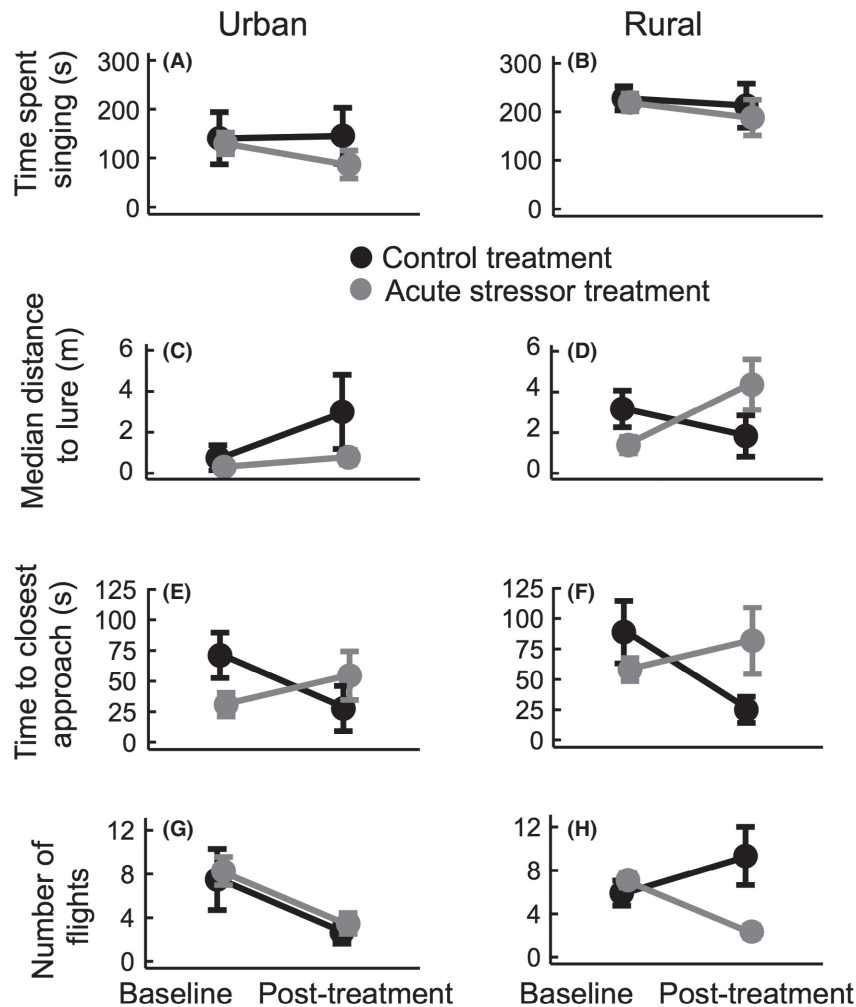 Urban
Rural
Time spent
singing (s)
(A)
300
200
100
0
(B)
300
200
100
0
Control treatment
Acute stressor treatment
Median distance
to lure (m)
(C)
6
4
2
0
(D)
6
4
2
0
Time to closest
approach (s)
(E)
125
100
75
50
25
0
(F)
125
100
75
50
25
0
Number of
flights
(G)
12
8
4
0
(H)
12
8
4
0
Baseline Post-treatment
Baseline Post-treatment